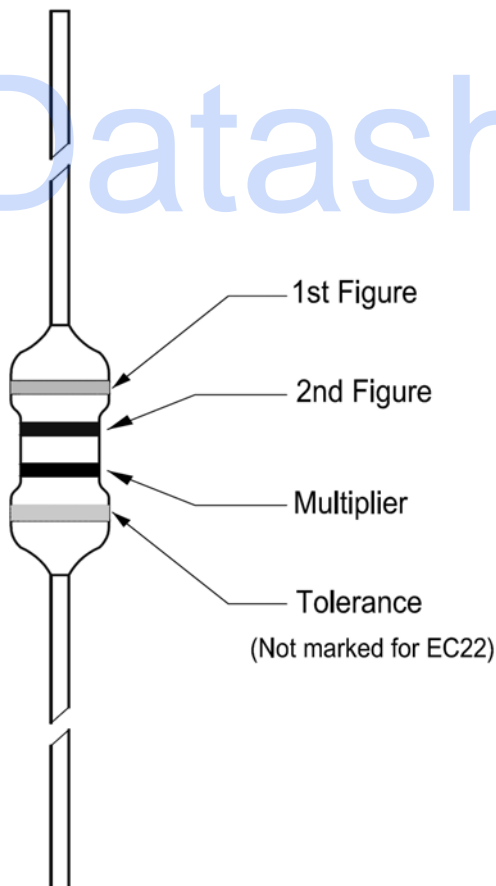 Datash
1st Figure
2nd Figure
Multiplier
Tolerance
(Not marked for EC22)